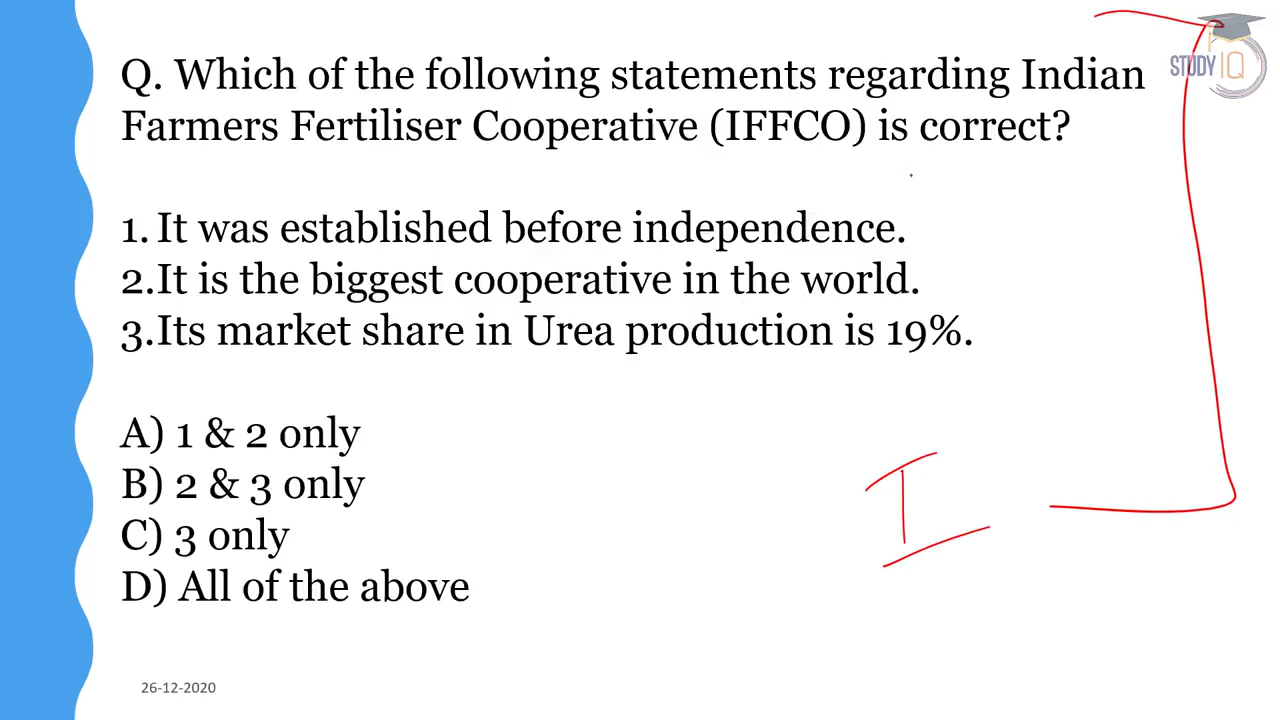 Q. Which of the following statements regarding Indian
Farmers Fertiliser Cooperative (IFFCO) is correct?
STUDY IQ
1. It was established before independence.
2.It is the biggest cooperative in the world.
3.Its market share in Urea production is 19%.
A) 1 & 2 only
B) 2 & 3 only
C) 3 only
D) All of the above
I
26-12-2020